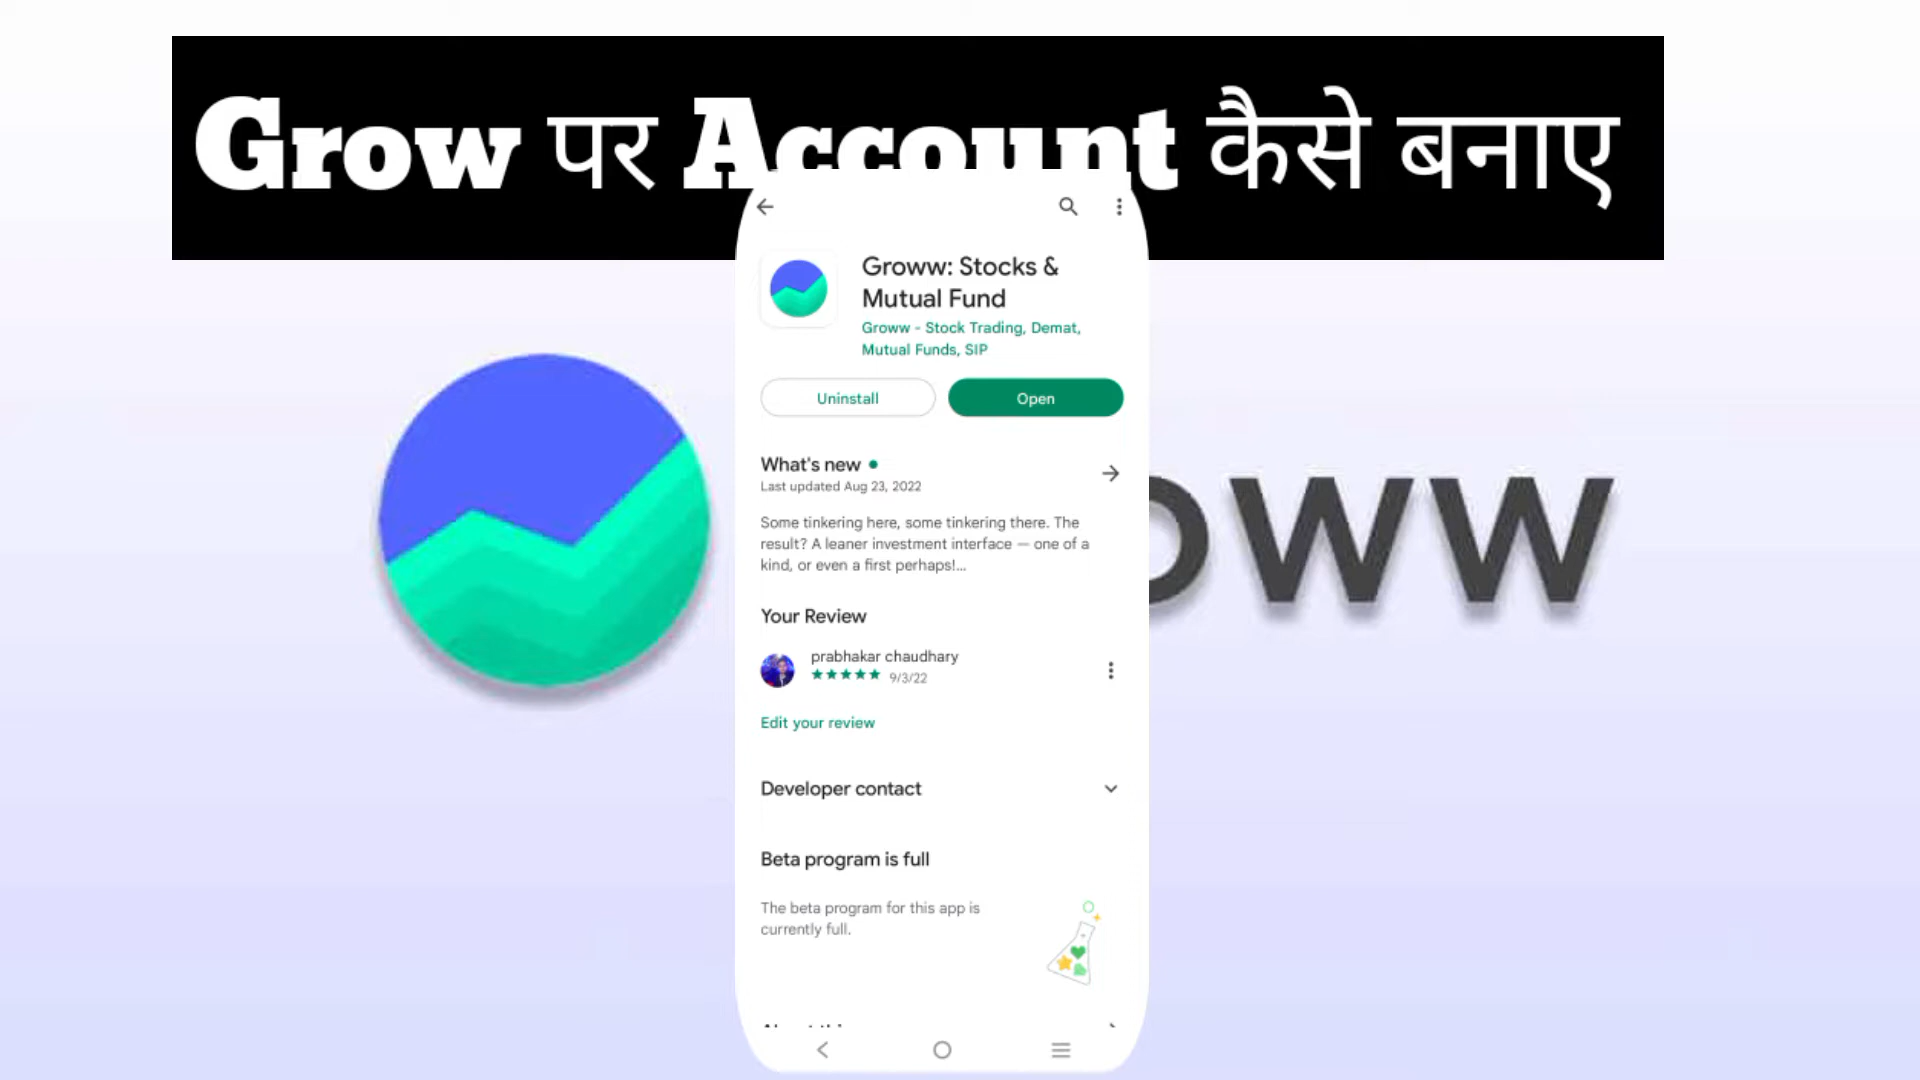 Grow पर Account कैसे बनाए
Groww: Stocks &
Mutual Fund
Groww - Stock Trading, Demat,
Mutual Funds, SIP
Uninstall
Open
What's new
Last updated Aug 23, 2022
Some tinkering here, some tinkering there. The
result? A leaner investment interface — one of a
kind, or even a first perhaps!...
Your Review
prabhakar chaudhary
9/3/22
Edit your review
Developer contact
Beta program is full
The beta program for this app is
currently full.